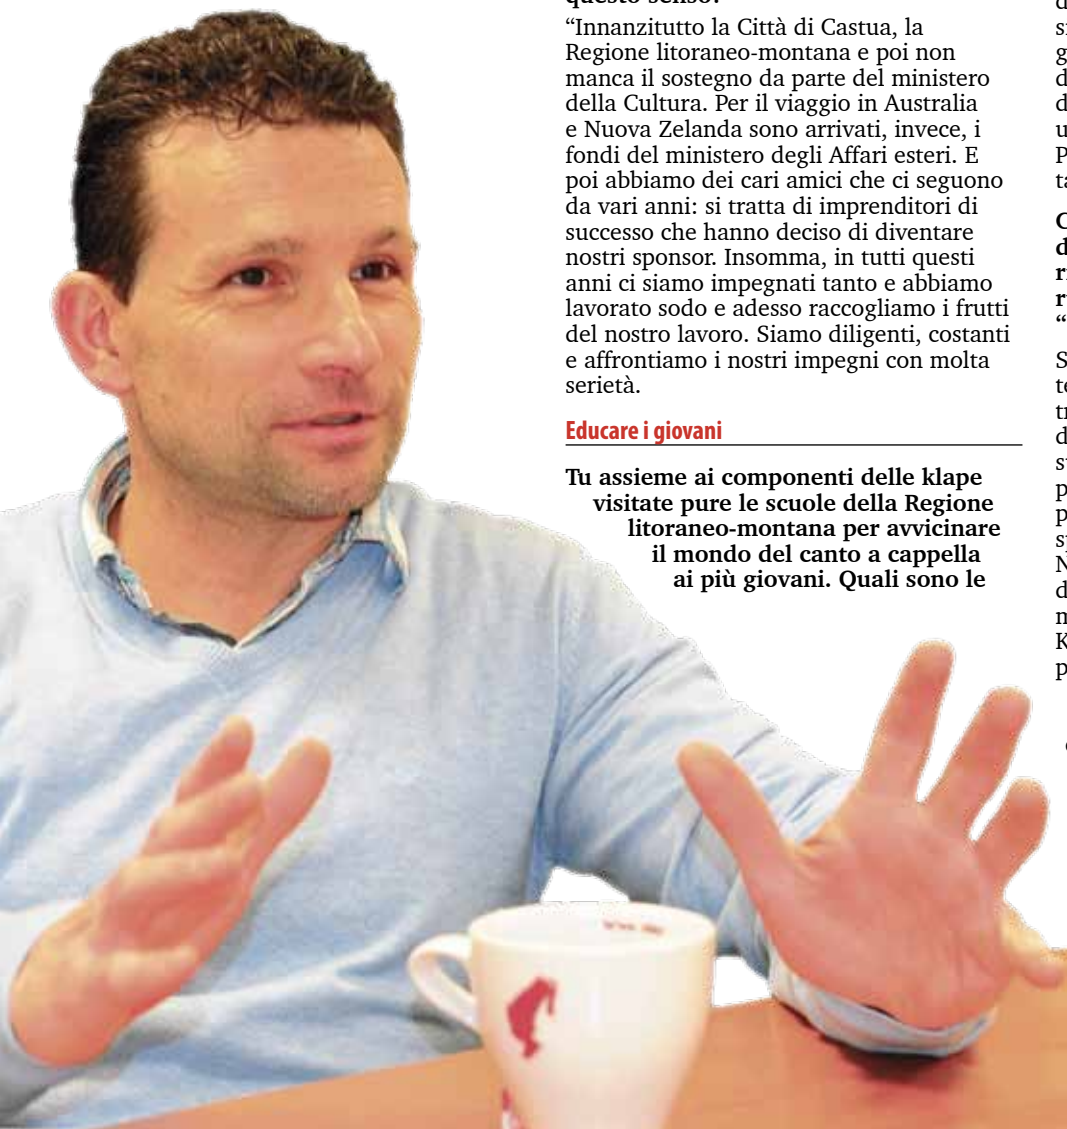 questo senso?
“Innanzitutto la Città di Castua, la
Regione litoraneo-montana e poi non
manca il sostegno da parte del ministero
della Cultura. Per il viaggio in Australia
e Nuova Zelanda sono arrivati, invece, i
fondi del ministero degli Affari esteri. E
poi abbiamo dei cari amici che ci seguono
da vari anni: si tratta di imprenditori di
successo che hanno deciso di diventare
nostri sponsor. Insomma, in tutti questi
anni ci siamo impegnati tanto e abbiamo
lavorato sodo e adesso raccogliamo i frutti
del nostro lavoro. Siamo diligenti, costanti
e affrontiamo i nostri impegni con molta
serietà.
Educare i giovani
Tu assieme ai componenti delle klape
visitate pure le scuole della Regione
litoraneo-montana per avvicinare
il mondo del canto a cappella
ai più giovani. Quali sono le